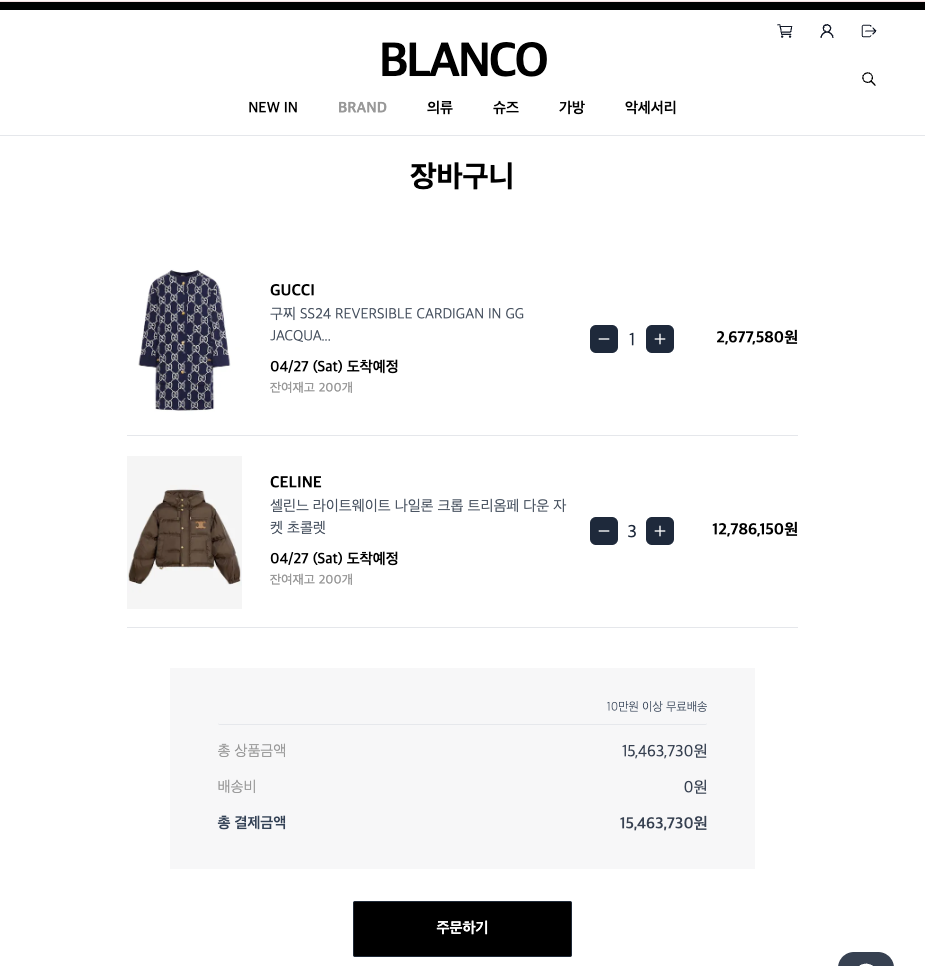 BLANCO
NEW IN BRAND 의류 슈즈 가방 악세서리
장바구니
GUCCI
구찌 SS24 REVERSIBLE CARDIGAN IN GG
JACQUA...
04/27 (Sat) 도착예정
잔여재고 200개
1
2,677,580원
CELINE
셀린느 라이트웨이트 나일론 크롭 트리옴페 다운 자
켓 초콜렛
04/27 (Sat) 도착예정
잔여재고 200개
3
12,786,150원
10만원 이상 무료배송
총 상품금액 15,463,730원
배송비 0원
총 결제금액 15,463,730원
주문하기